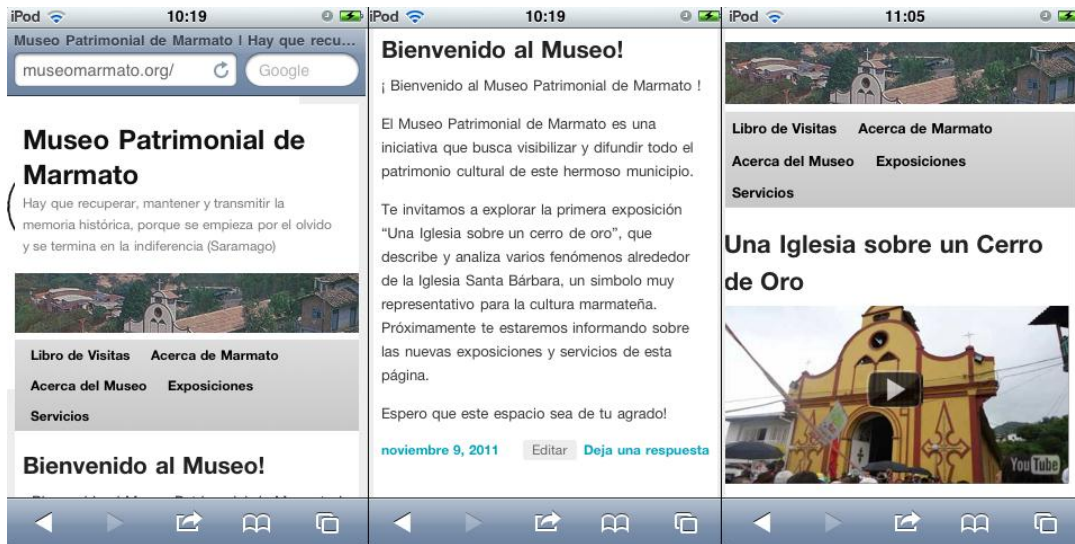 iPod
10:19
Museo Patrimonial de Marmato | Hay que recu...
museomarmato.org/
Google
Museo Patrimonial de
Marmato
Hay que recuperar, mantener y transmitir la
memoria histórica, porque se empieza por el olvido
y se termina en la indiferencia (Saramago)
Libro de Visitas Acerca de Marmato
Acerca del Museo Exposiciones
Servicios
Bienvenido al Museo!
iPod
10:19
Bienvenido al Museo!
¡ Bienvenido al Museo Patrimonial de Marmato !
El Museo Patrimonial de Marmato es una
iniciativa que busca visibilizar y difundir todo el
patrimonio cultural de este hermoso municipio.
Te invitamos a explorar la primera exposición
“Una Iglesia sobre un cerro de oro”, que
describe y analiza varios fenómenos alrededor
de la Iglesia Santa Bárbara, un simbolo muy
representativo para la cultura marmateña.
Próximamente te estaremos informando sobre
las nuevas exposiciones y servicios de esta
página.
Espero que este espacio sea de tu agrado!
noviembre 9, 2011 Editar Deja una respuesta
iPod
11:05
Libro de Visitas Acerca de Marmato
Acerca del Museo Exposiciones
Servicios
Una Iglesia sobre un Cerro
de Oro
YouTube